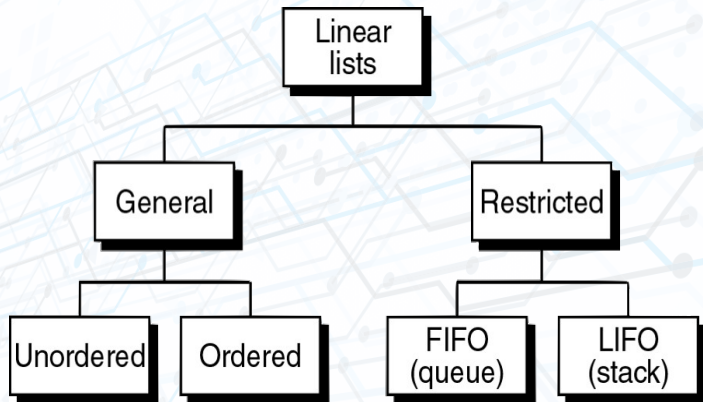 Linear
lists
General
Restricted
Unordered
Ordered
FIFO
(queue)
LIFO
(stack)